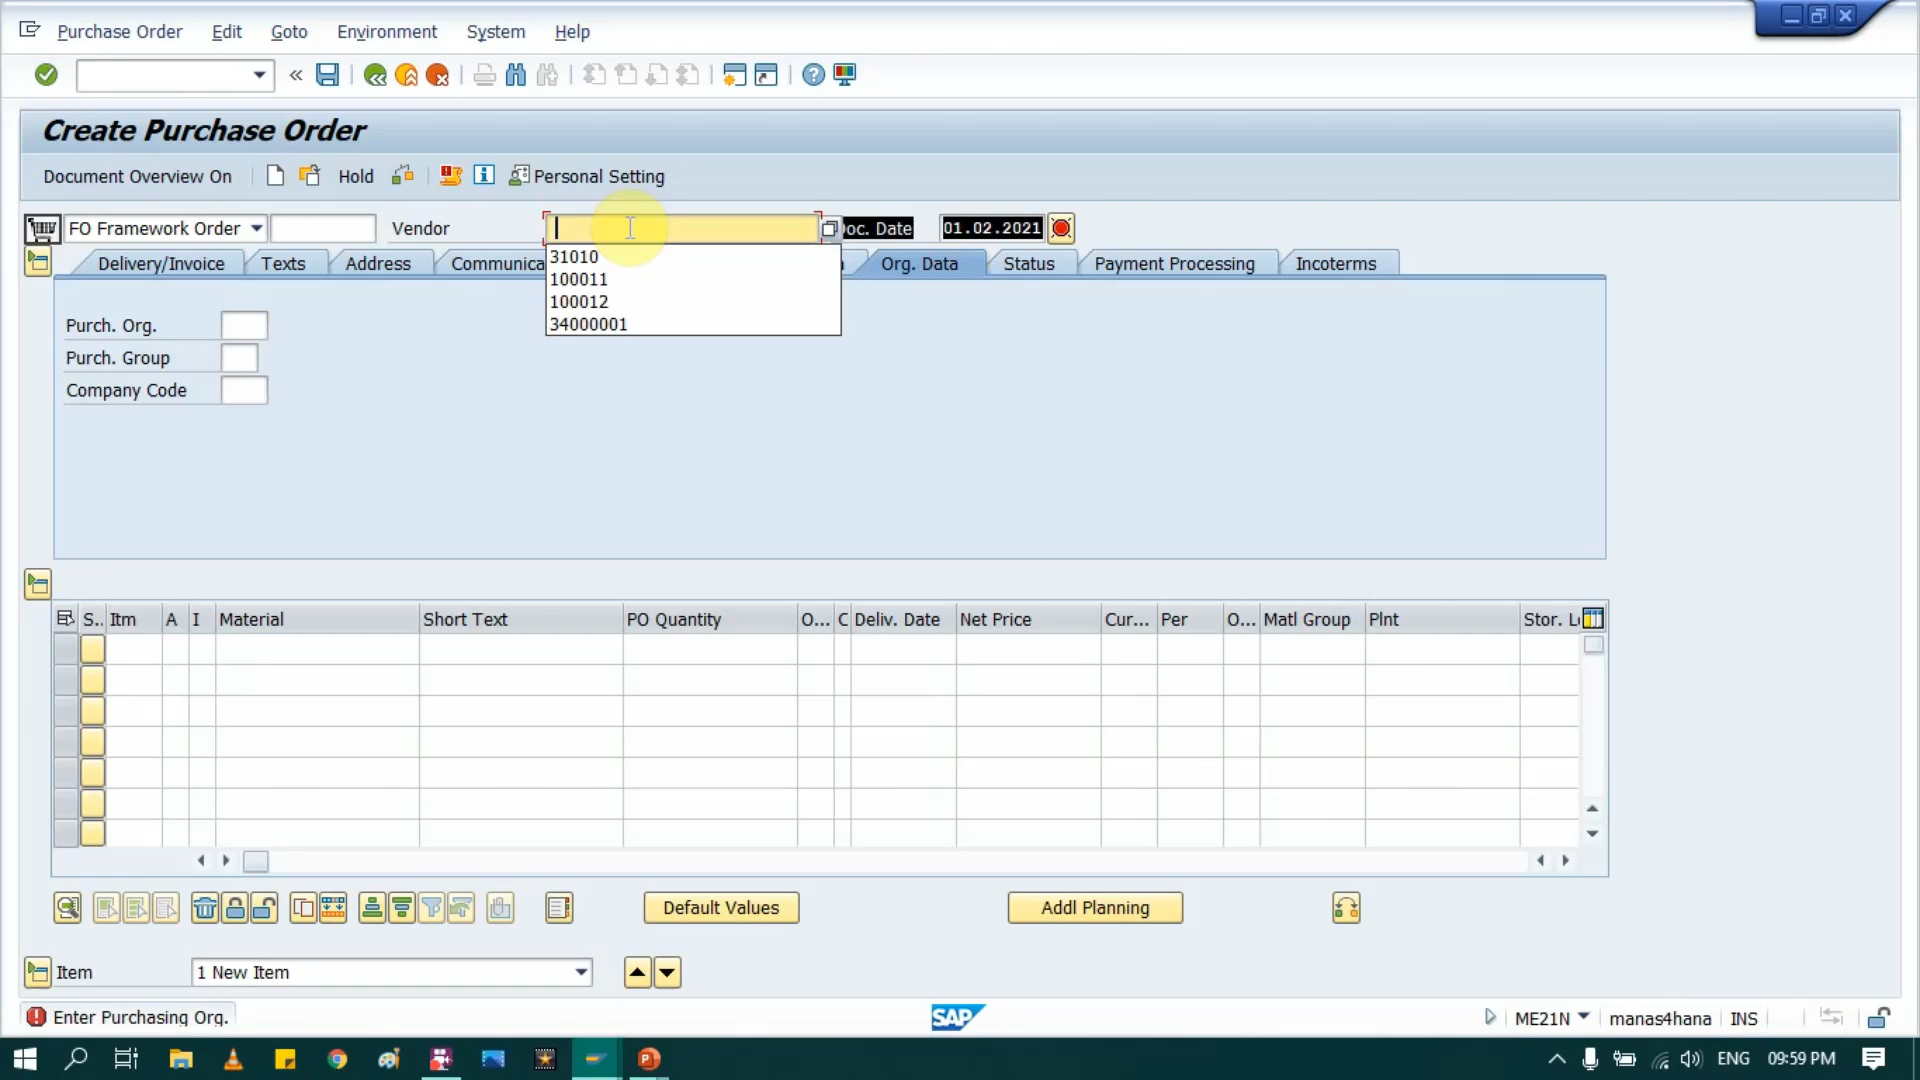 Purchase Order Edit Goto Environment System Help
Create Purchase Order
Document Overview On Hold Personal Setting
FO Framework Order Vendor Doc. Date 01.02.2021
31010
100011
100012
34000001
Delivery/Invoice Texts Address Communica Org. Data Status Payment Processing Incoterms
Purch. Org.
Purch. Group
Company Code
S.. Itm A I Material Short Text PO Quantity O... C Deliv. Date Net Price Cur... Per O... Matl Group Plnt Stor. L
Default Values Addl Planning
Item 1 New Item
Enter Purchasing Org. SAP ME21N manas4hana INS
ENG 09:59 PM